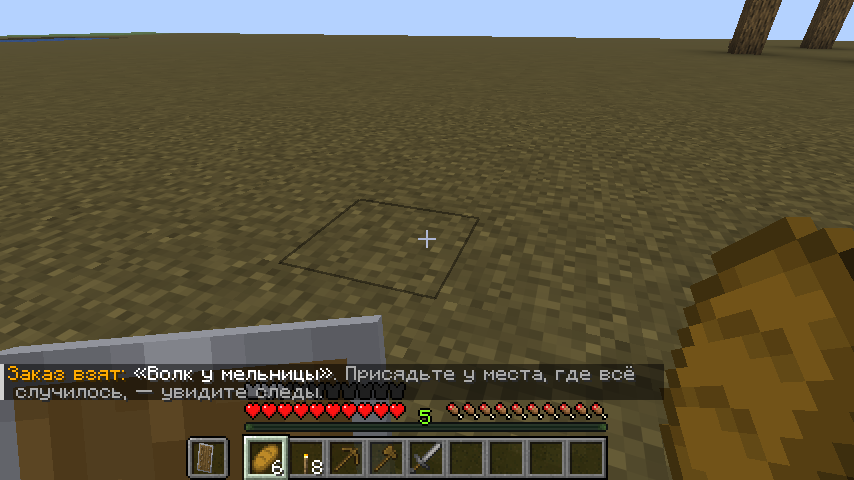 Заказ взят: «Волк у мельницы». Присядьте у места, где всё
случилось, — увидите следы.
5
6
8